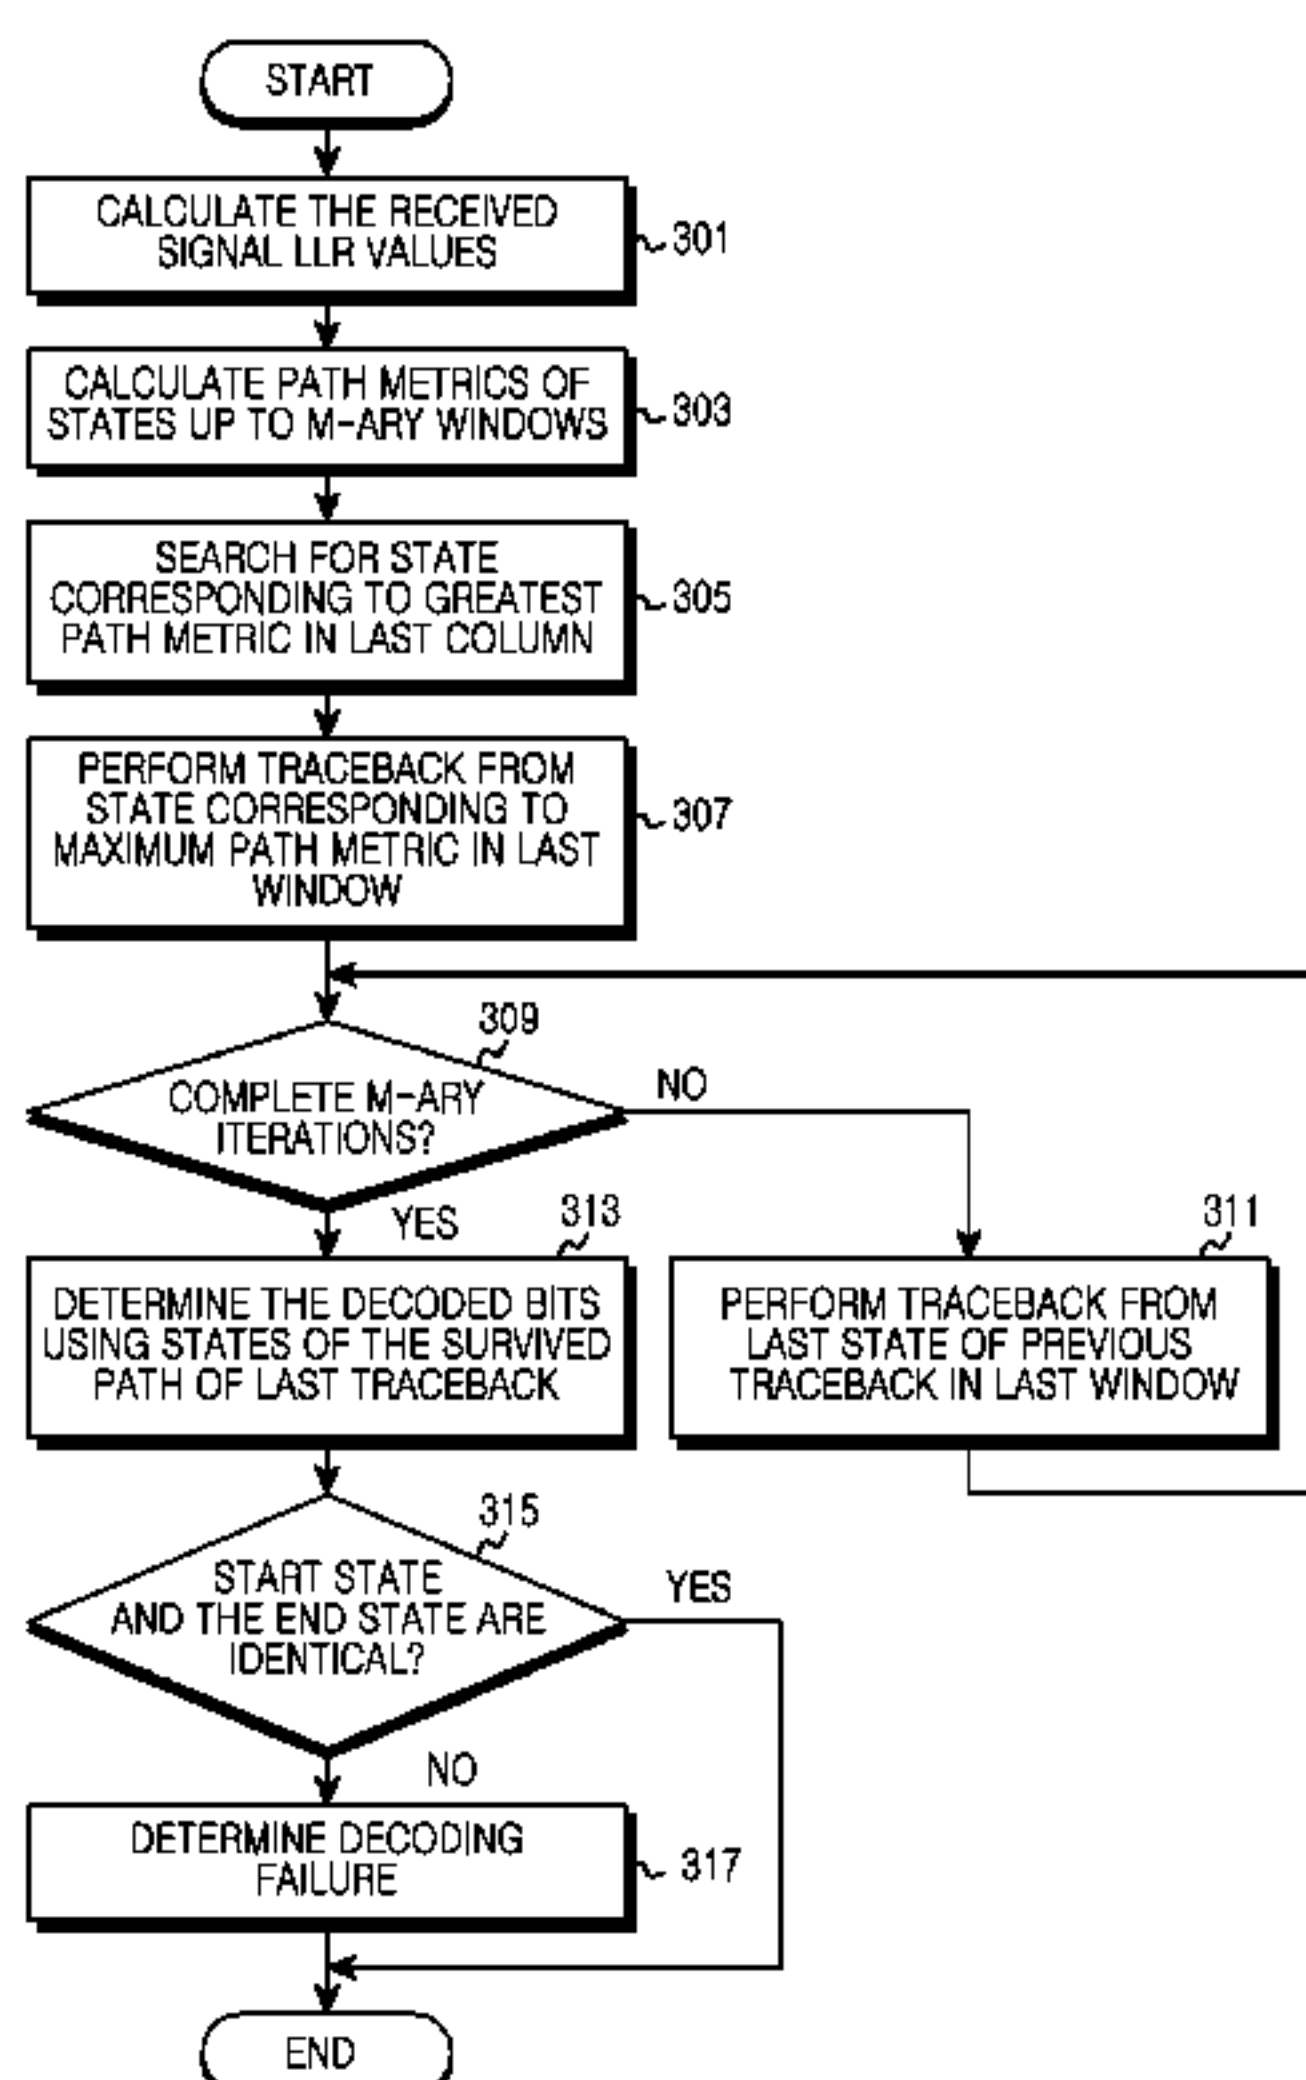 START
CALCULATE THE RECEIVED
SIGNAL LLR VALUES
301
CALCULATE PATH METRICS OF
STATES UP TO M-ARY WINDOWS
303
SEARCH FOR STATE
CORRESPONDING TO GREATEST
PATH METRIC IN LAST COLUMN
305
PERFORM TRACEBACK FROM
STATE CORRESPONDING TO
MAXIMUM PATH METRIC IN LAST
WINDOW
307
309
COMPLETE M-ARY
ITERATIONS?
NO
YES
313
DETERMINE THE DECODED BITS
USING STATES OF THE SURVIVED
PATH OF LAST TRACEBACK
311
PERFORM TRACEBACK FROM
LAST STATE OF PREVIOUS
TRACEBACK IN LAST WINDOW
315
START STATE
AND THE END STATE ARE
IDENTICAL?
YES
NO
DETERMINE DECODING
FAILURE
317
END